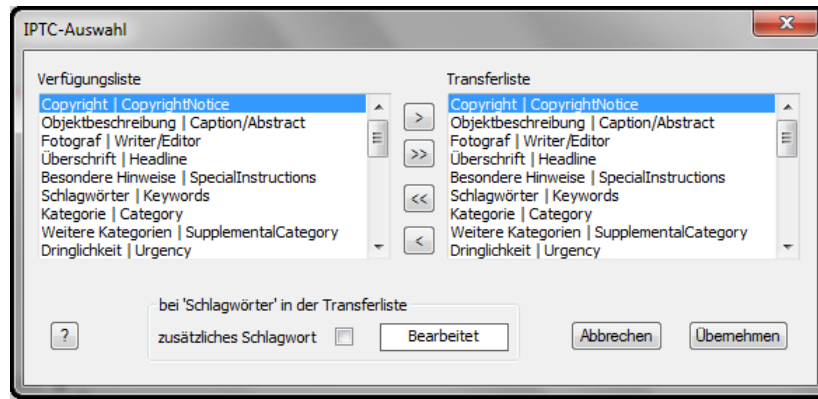 IPTC-Auswahl
X
Verfügungsliste
Copyright | CopyrightNotice
Objektbeschreibung | Caption/Abstract
Fotograf | Writer/Editor
Überschrift | Headline
Besondere Hinweise | SpecialInstructions
Schlagwörter | Keywords
Kategorie | Category
Weitere Kategorien | SupplementalCategory
Dringlichkeit | Urgency
>
>>
<<
<
Transferliste
Copyright | CopyrightNotice
Objektbeschreibung | Caption/Abstract
Fotograf | Writer/Editor
Überschrift | Headline
Besondere Hinweise | SpecialInstructions
Schlagwörter | Keywords
Kategorie | Category
Weitere Kategorien | SupplementalCategory
Dringlichkeit | Urgency
?
bei 'Schlagwörter' in der Transferliste
zusätzliches Schlagwort
Bearbeitet
Abbrechen
Übernehmen